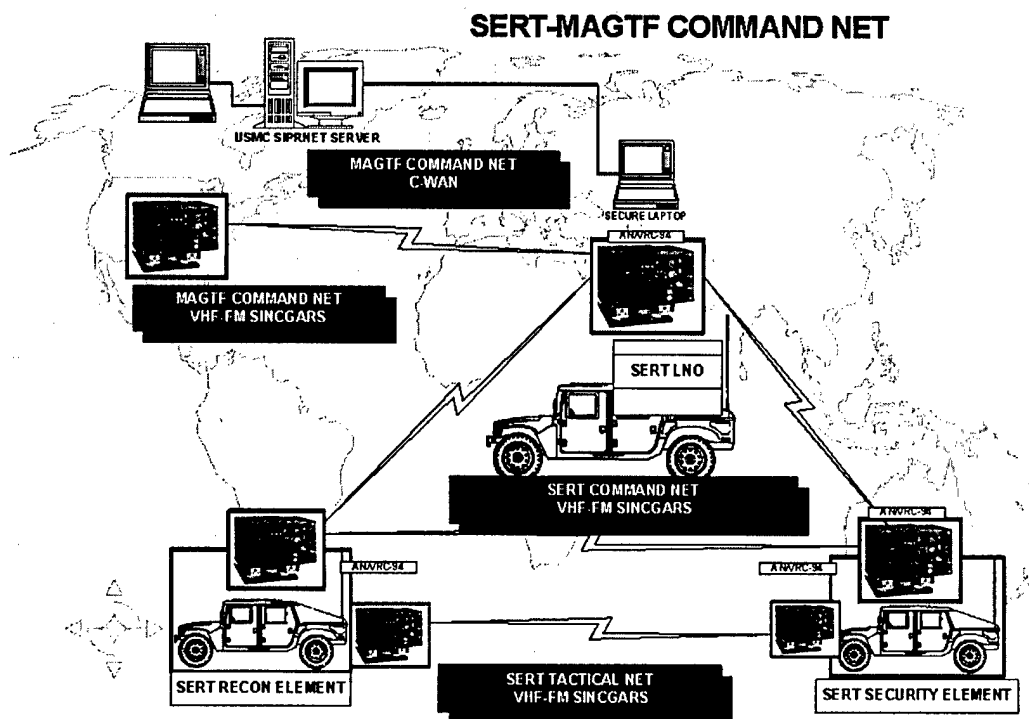 SERT-MAGTF COMMAND NET
USMC SIPRNET SERVER
MAGTF COMMAND NET
C-WAN
SECURE LAPTOP
AN/VRC-94
MAGTF COMMAND NET
VHF-FM SINCGARS
SERT LNO
SERT COMMAND NET
VHF-FM SINCGARS
AN/VRC-94
AN/VRC-94
AN/VRC-94
SERT RECON ELEMENT
SERT TACTICAL NET
VHF-FM SINCGARS
SERT SECURITY ELEMENT